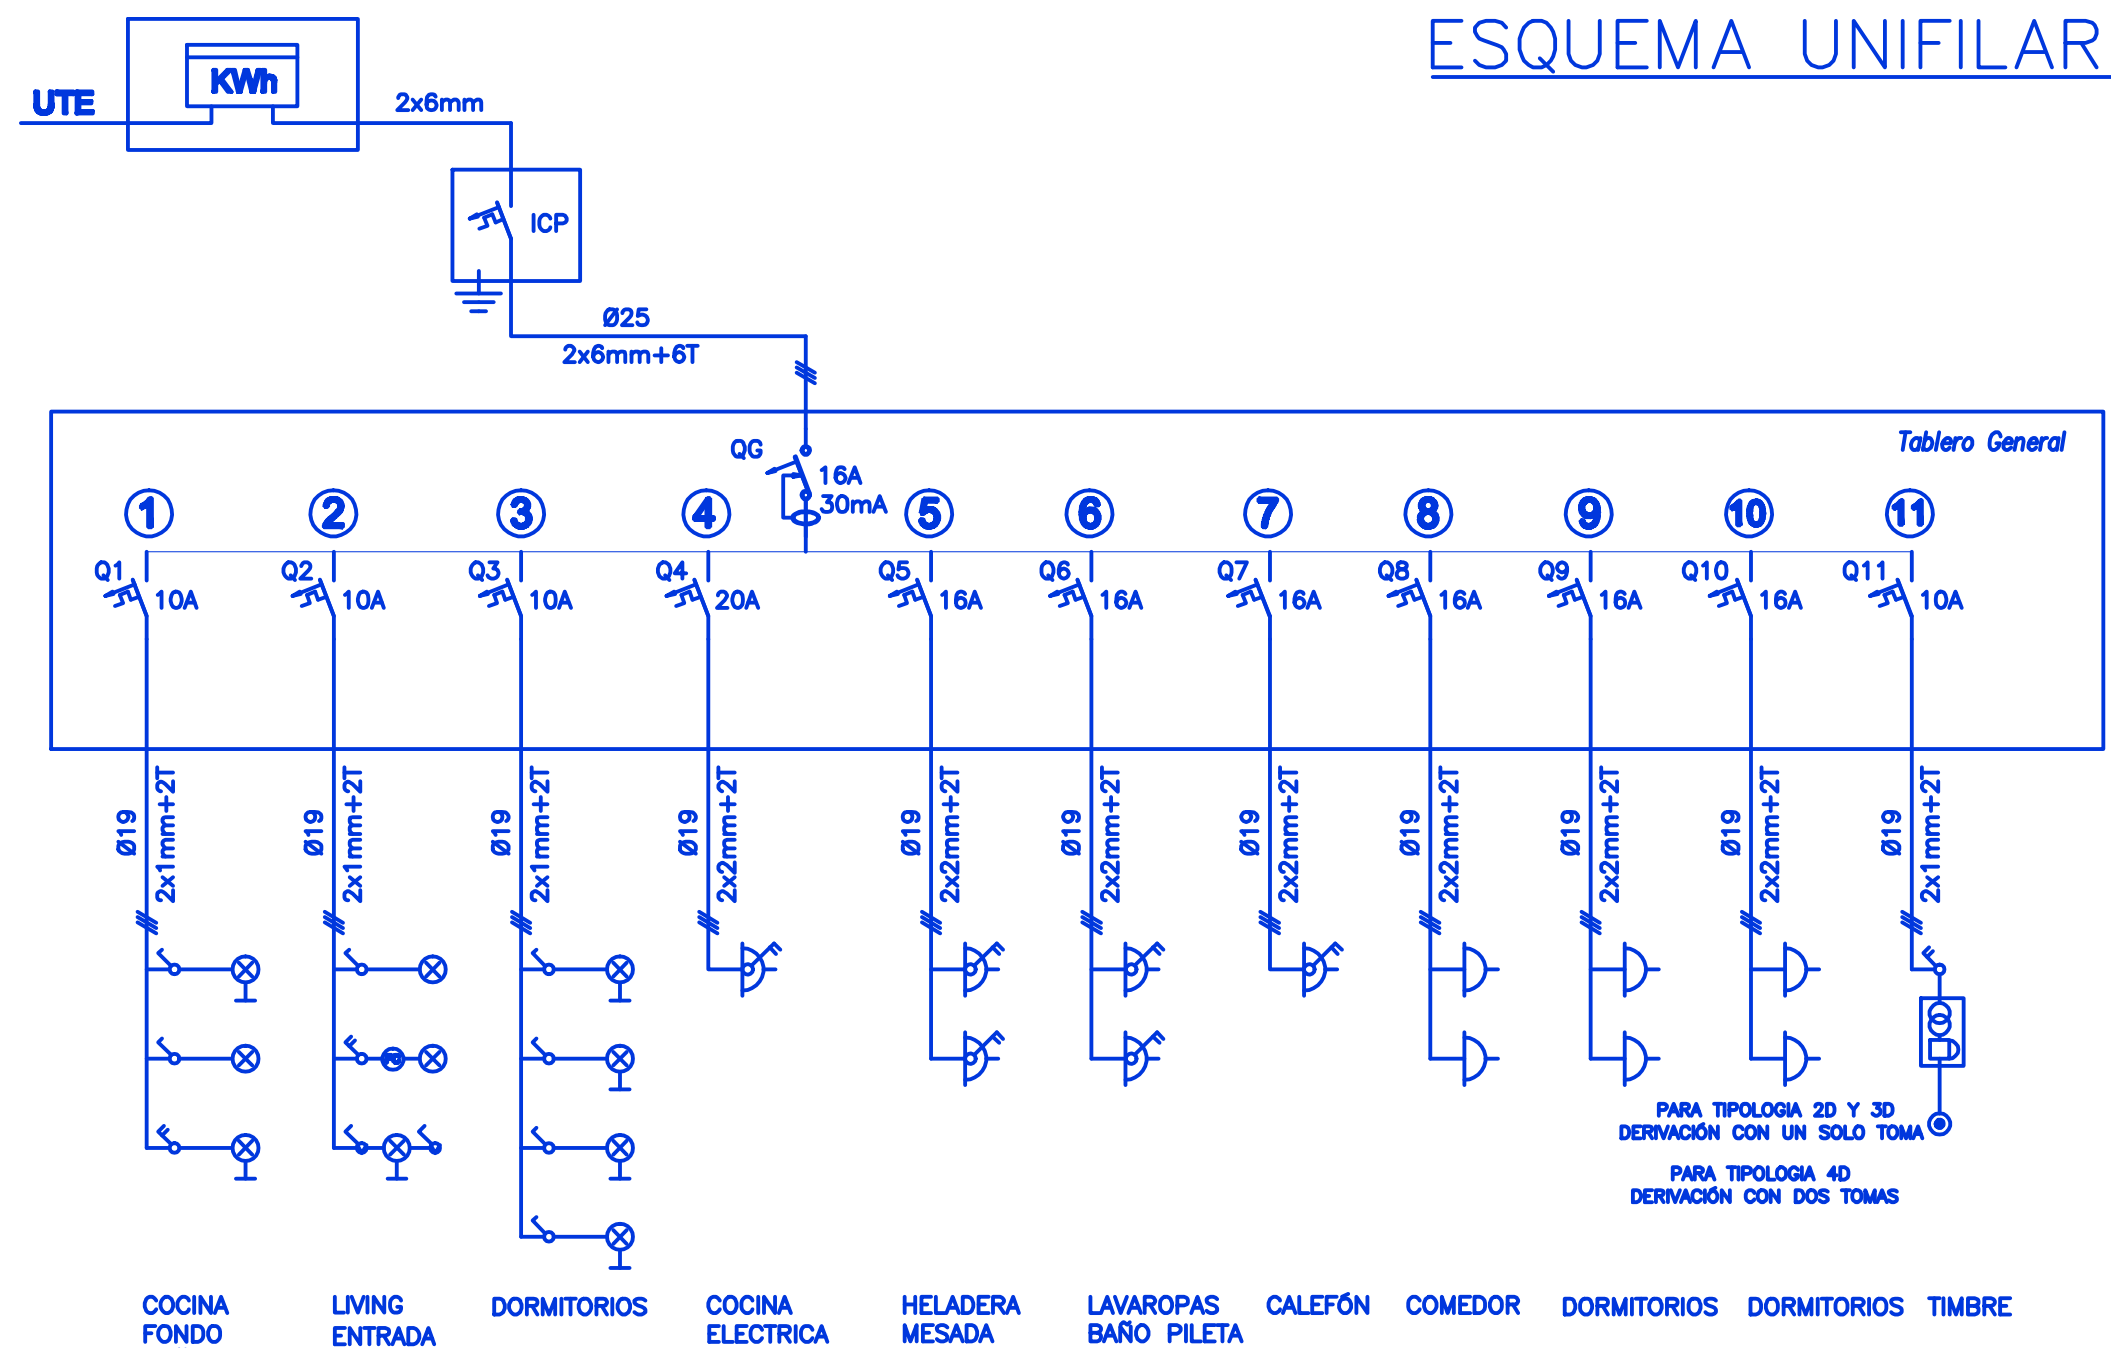 ESQUEMA UNIFILAR
KWh
UTE
2x6mm
ICP
Ø25
2x6mm+6T
Tablero General
QG
16A
30mA
1 2 3 4 5 6 7 8 9 10 11
Q1 Q2 Q3 Q4 Q5 Q6 Q7 Q8 Q9 Q10 Q11
10A 10A 10A 20A 16A 16A 16A 16A 16A 16A 10A
Ø19 2x1mm+2T
Ø19 2x1mm+2T
Ø19 2x1mm+2T
Ø19 2x2mm+2T
Ø19 2x2mm+2T
Ø19 2x2mm+2T
Ø19 2x2mm+2T
Ø19 2x2mm+2T
Ø19 2x2mm+2T
Ø19 2x2mm+2T
Ø19 2x1mm+2T
PARA TIPOLOGIA 2D Y 3D
DERIVACIÓN CON UN SOLO TOMA
PARA TIPOLOGIA 4D
DERIVACIÓN CON DOS TOMAS
COCINA
FONDO
LIVING
ENTRADA
DORMITORIOS
COCINA
ELECTRICA
HELADERA
MESADA
LAVAROPAS
BAÑO PILETA
CALEFÓN
COMEDOR
DORMITORIOS
DORMITORIOS
TIMBRE